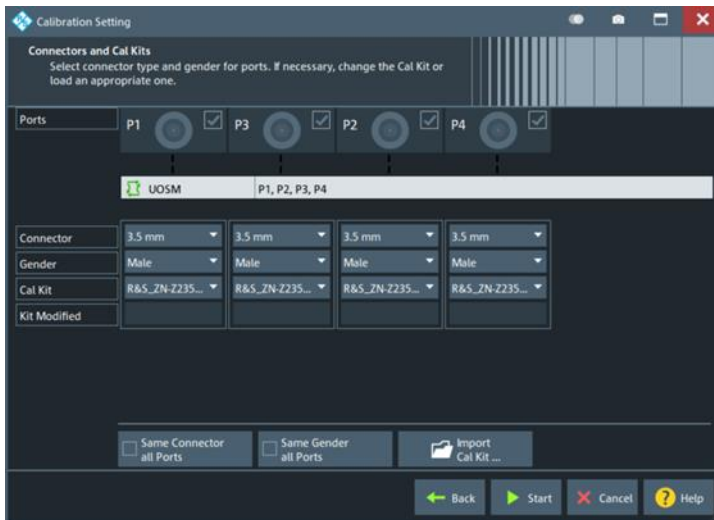 Calibration Setting
Connectors and Cal Kits
Select connector type and gender for ports. If necessary, change the Cal Kit or
load an appropriate one.
Ports
P1
P3
P2
P4
UOSM
P1, P2, P3, P4
Connector
3.5 mm
3.5 mm
3.5 mm
3.5 mm
Gender
Male
Male
Male
Male
Cal Kit
R&S_ZN-Z235...
R&S_ZN-Z235...
R&S_ZN-Z235...
R&S_ZN-Z235...
Kit Modified
Same Connector
all Ports
Same Gender
all Ports
Import
Cal Kit ...
Back
Start
Cancel
? Help